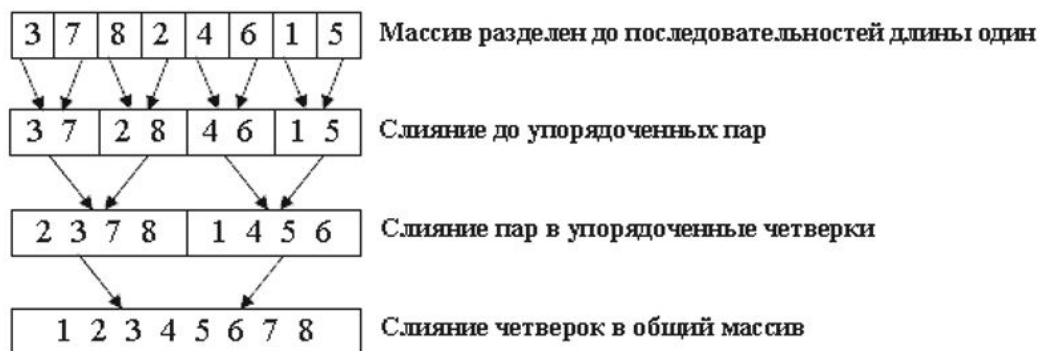 3 7 8 2 4 6 1 5 Массив разделен до последовательностей длины один
3 7 2 8 4 6 1 5 Слияние до упорядоченных пар
2 3 7 8 1 4 5 6 Слияние пар в упорядоченные четверки
1 2 3 4 5 6 7 8 Слияние четверок в общий массив